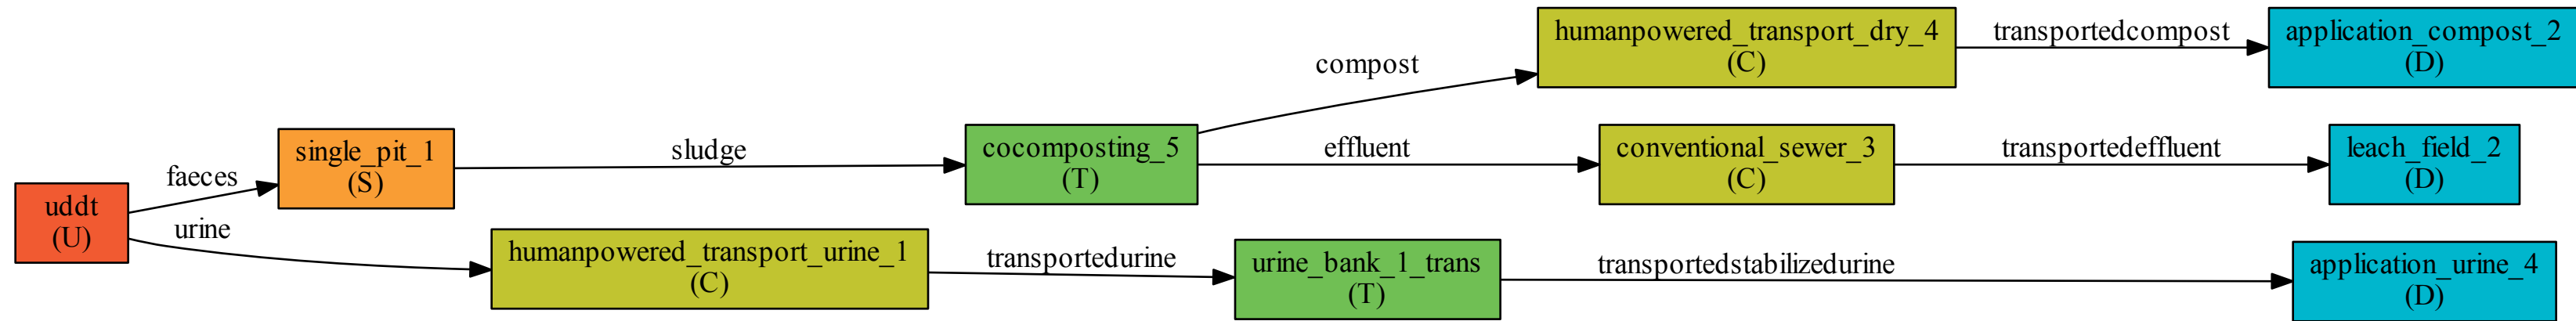 humanpowered_transport_dry_4
(C)
transportedcompost
application_compost_2
(D)
compost
single_pit_1
(S)
sludge
cocomposting_5
(T)
effluent
conventional_sewer_3
(C)
transportedeffluent
leach_field_2
(D)
faeces
uddt
(U)
urine
humanpowered_transport_urine_1
(C)
transportedurine
urine_bank_1_trans
(T)
transportedstabilizedurine
application_urine_4
(D)